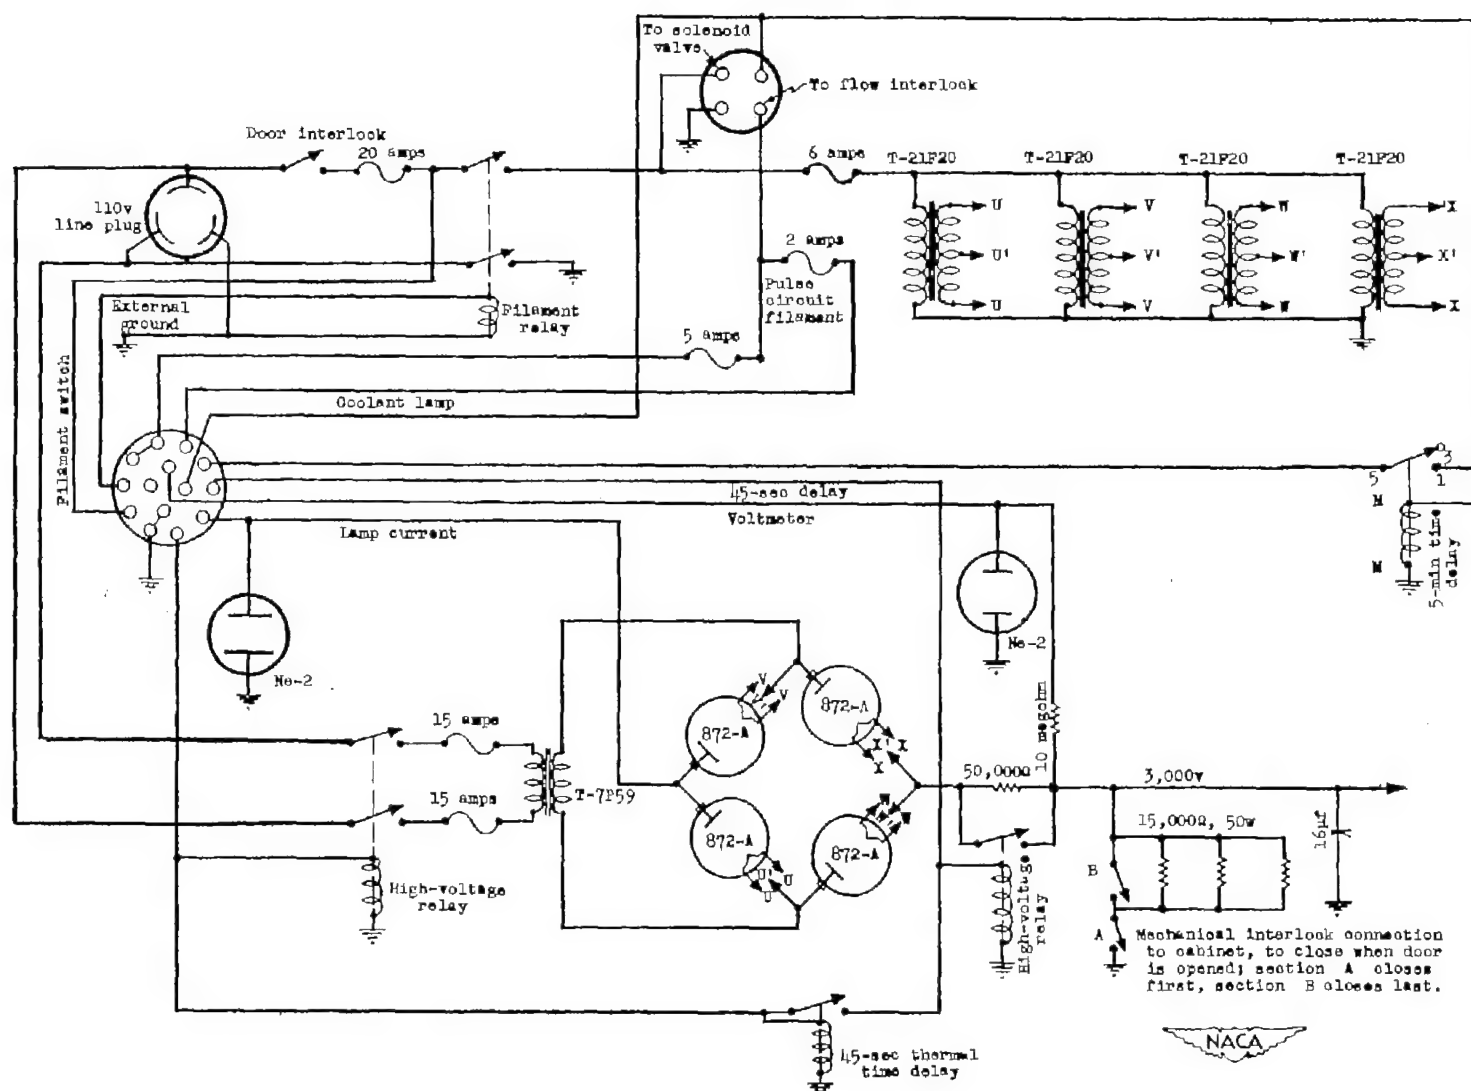 To solenoid
valve
To flow interlock
Door interlock
20 amps
6 amps
T-21F20
T-21F20
T-21F20
T-21F20
110v
line plug
U
U'
U
V
V'
V
W
W'
W
X
X'
X
2 amps
Pulse
circuit
filament
External
ground
Filament
relay
5 amps
Filament switch
Coolant lamp
45-sec delay
Voltmeter
Lamp current
5
3
1
M
M
5-min time
delay
Ne-2
Ne-2
15 amps
15 amps
T-7P59
872-A
V
V'
V
872-A
X'
X
X
872-A
U'
U
U
872-A
W
W'
W
10 megohm
50,000Ω
3,000v
15,000Ω, 50w
16μf
B
A
High-voltage
relay
High-voltage
relay
Mechanical interlock connection
to cabinet, to close when door
is opened; section A closes
first, section B closes last.
45-sec thermal
time delay
NACA